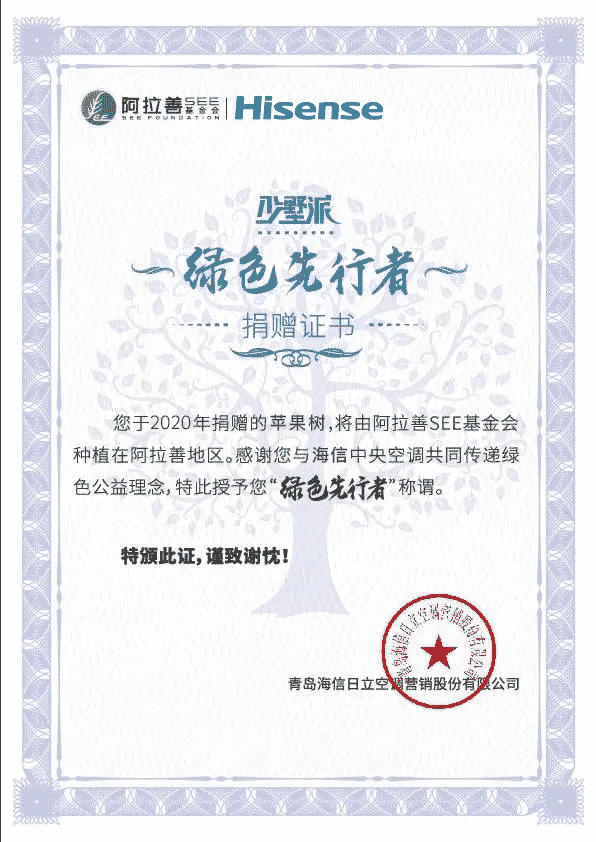 阿拉善SEE基金会
SEE FOUNDATION
Hisense
墅派
绿色先行者
捐赠证书
您于2020年捐赠的苹果树,将由阿拉善SEE基金会
种植在阿拉善地区。感谢您与海信中央空调共同传递绿
色公益理念,特此授予您“绿色先行者”称谓。
特颁此证,谨致谢忱!
青岛海信日立空调营销股份有限公司
青岛海信日立空调营销股份有限公司